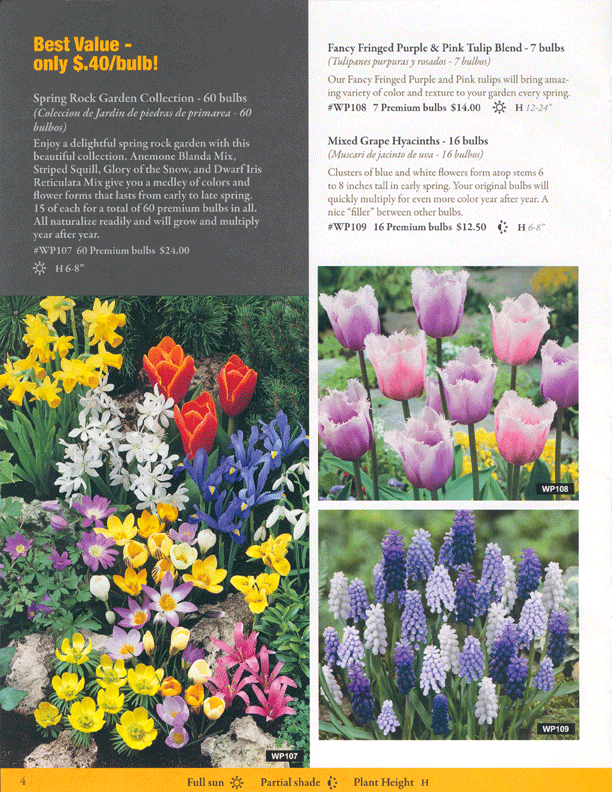 Best Value -
only $.40/bulb!
Spring Rock Garden Collection - 60 bulbs
(Coleccion de Jardin de piedras de primarea - 60
bulbos)
Enjoy a delightful spring rock garden with this
beautiful collection. Anemone Blanda Mix,
Striped Squill, Glory of the Snow, and Dwarf Iris
Reticulata Mix give you a medley of colors and
flower forms that lasts from early to late spring.
15 of each for a total of 60 premium bulbs in all.
All naturalize readily and will grow and multiply
year after year.
#WP107 60 Premium bulbs $24.00
H 6-8"
Fancy Fringed Purple & Pink Tulip Blend - 7 bulbs
(Tulipanes purpuras y rosados - 7 bulbos)
Our Fancy Fringed Purple and Pink tulips will bring amaz-
ing variety of color and texture to your garden every spring.
#WP108 7 Premium bulbs $14.00 H 12-24"
Mixed Grape Hyacinths - 16 bulbs
(Muscari de jacinto de uva - 16 bulbos)
Clusters of blue and white flowers form atop stems 6
to 8 inches tall in early spring. Your original bulbs will
quickly multiply for even more color year after year. A
nice "filler" between other bulbs.
#WP109 16 Premium bulbs $12.50 H 6-8"
WP108
WP109
WP107
4 Full sun Partial shade Plant Height H